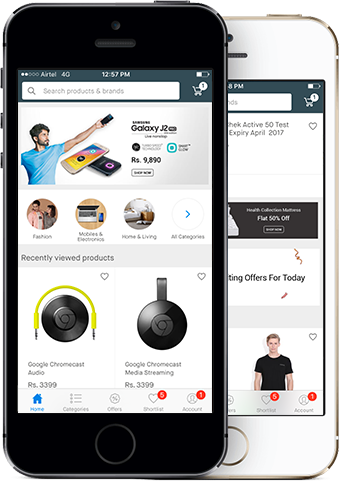 Airtel 4G 12:57 PM
Search products & brands
1
SAMSUNG
Galaxy J2 PRO
Rs. 9,890
SHOP NOW
Fashion
Mobiles &
Electronics
Home & Living
All Categories
Recently viewed products
Google Chromecast
Audio
Rs. 3399
Google Chromecast
Media Streaming
Rs. 3399
Home
Categories
Offers
5
Shortlist
1
Account
8 PM
1
hek Active 50 Test
Expiry April 2017
Health Collection Mattress
Flat 50% Off
SHOP NOW
ting Offers For Today
Offers
5
Shortlist
1
Account